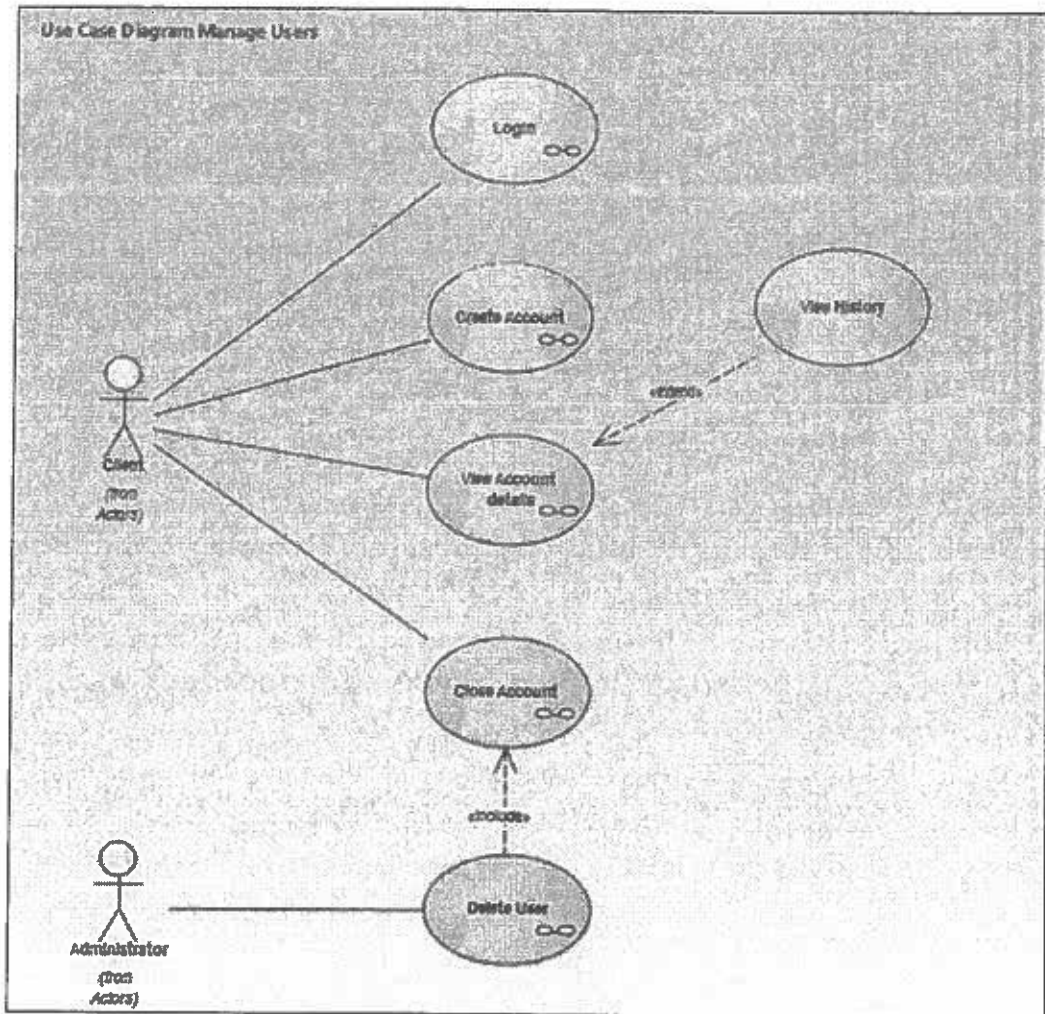 Use Case Diagram Manage Users
Login
Create Account
View History
«extend»
Client
(from
Actors)
View Account
details
Close Account
«include»
Delete User
Administrator
(from
Actors)